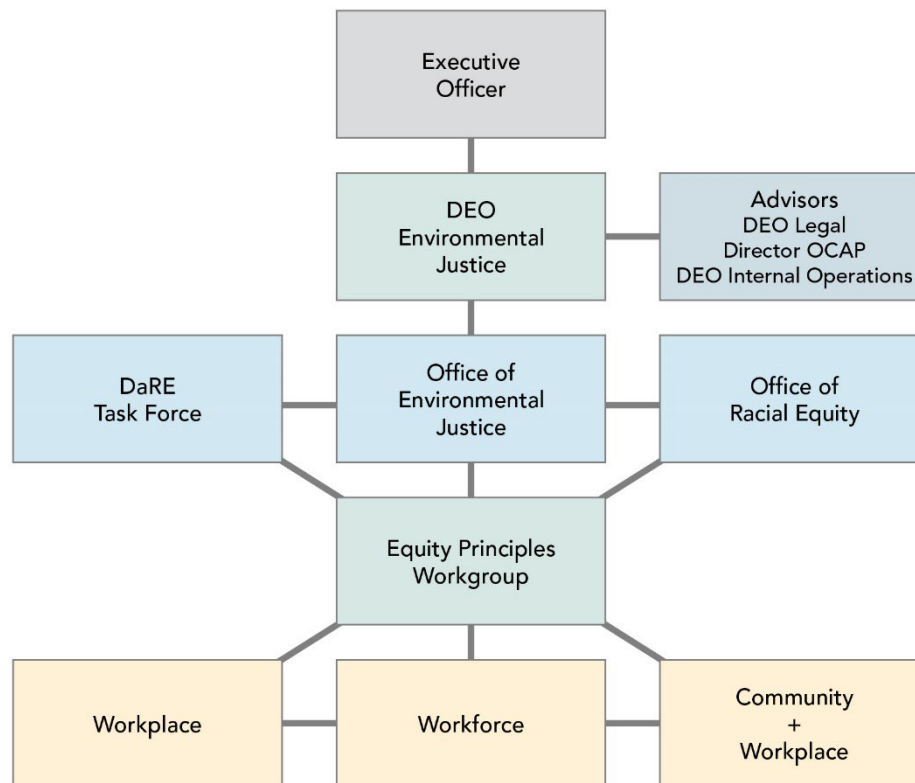 Executive
Officer
DEO
Environmental
Justice
Advisors
DEO Legal
Director OCAP
DEO Internal Operations
DaRE
Task Force
Office of
Environmental
Justice
Office of
Racial Equity
Equity Principles
Workgroup
Workplace
Workforce
Community
+
Workplace